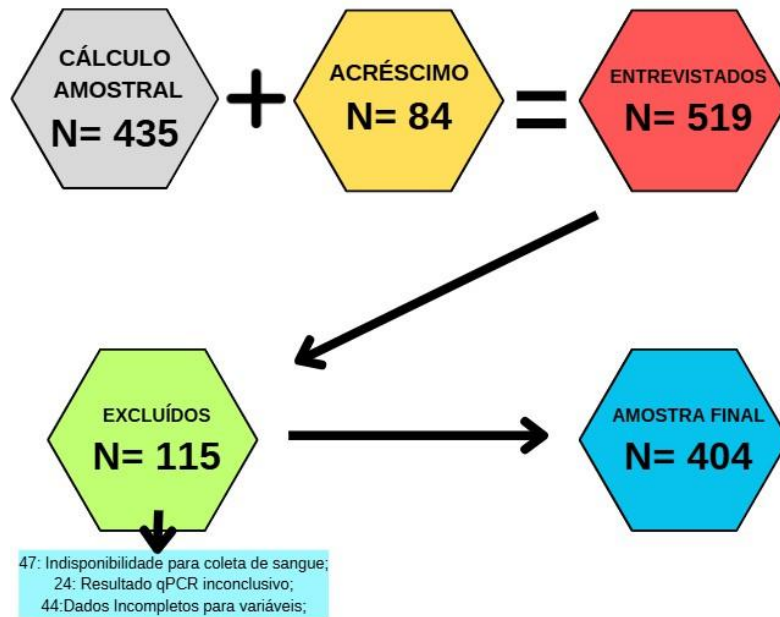 CÁLCULO
AMOSTRAL
N= 435
+
ACRÉSCIMO
N= 84
=
ENTREVISTADOS
N= 519
EXCLUÍDOS
N= 115
AMOSTRA FINAL
N= 404
47: Indisponibilidade para coleta de sangue;
24: Resultado qPCR inconclusivo;
44:Dados Incompletos para variáveis;